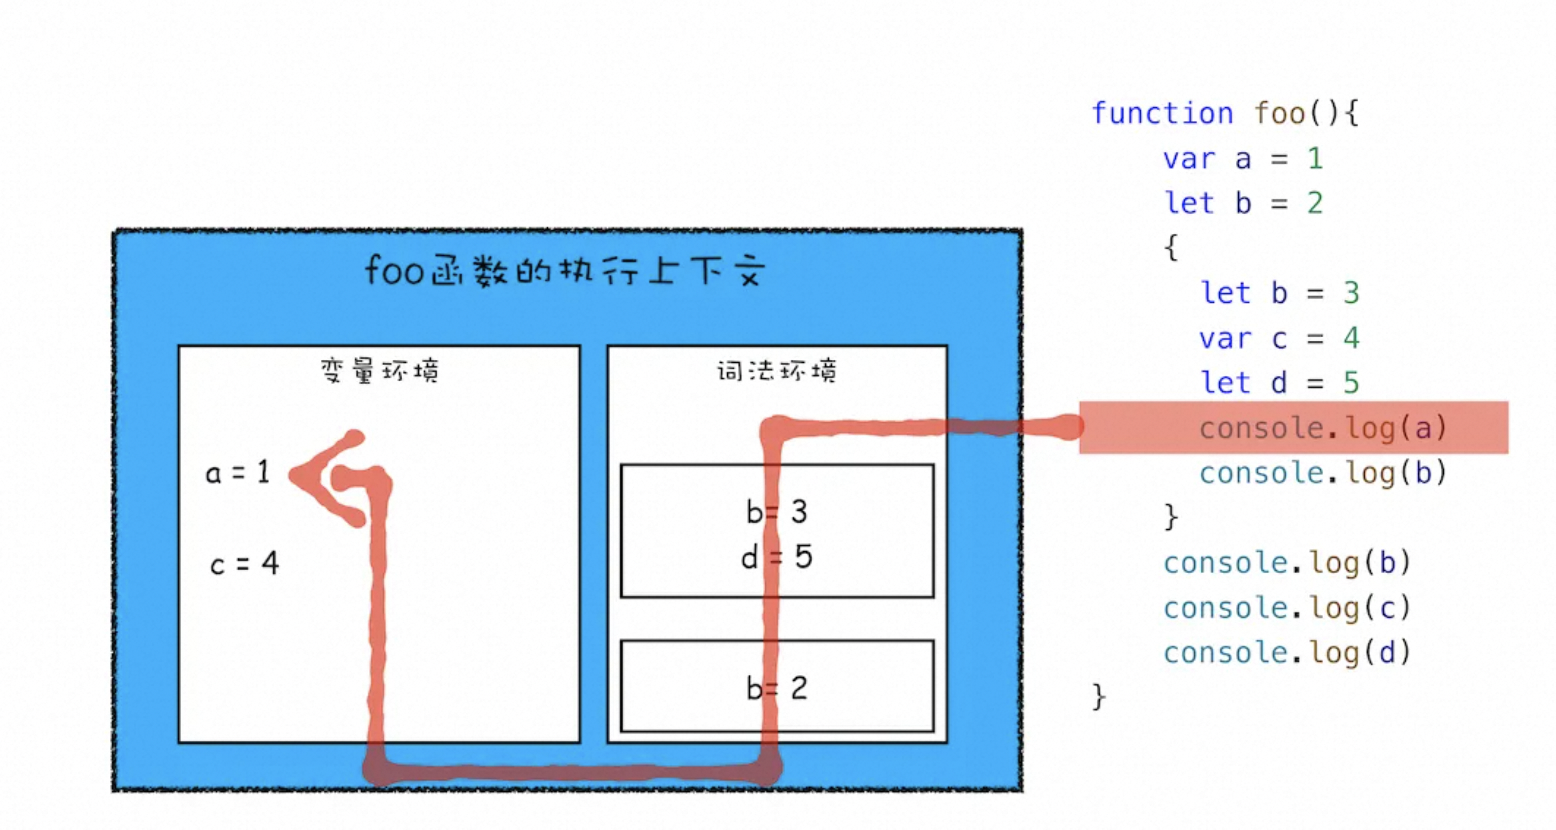 foo函数的执行上下文
变量环境
a = 1
c = 4
词法环境
b= 3
d = 5
b= 2
function foo(){
    var a = 1
    let b = 2
    {
      let b = 3
      var c = 4
      let d = 5
      console.log(a)
      console.log(b)
    }
    console.log(b)
    console.log(c)
    console.log(d)
}